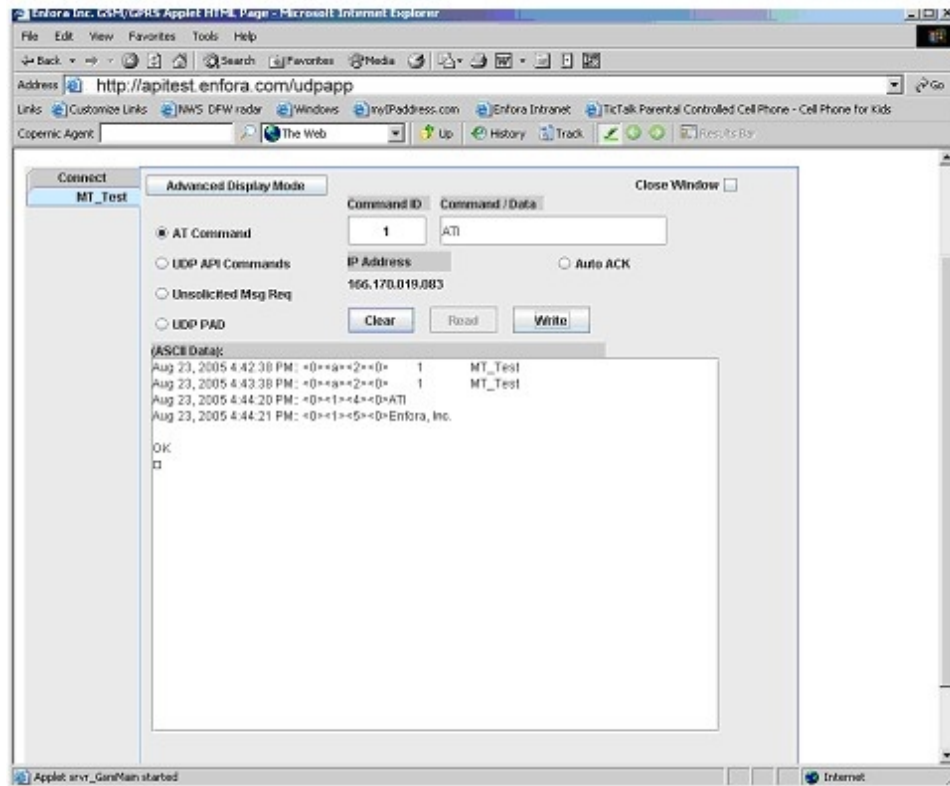 Enfora Inc. GSM/GPRS Applet HTML Page - Microsoft Internet Explorer
File Edit View Favorites Tools Help
Back Search Favorites Media
Address http://apitest.enfora.com/udpapp Go
Links Customize Links NWS DFW radar Windows myIPaddress.com Enfora Intranet TicTalk Parental Controlled Cell Phone - Cell Phone for Kids
Copernic Agent The Web Up History Track Results Bar
Connect
MT_Test
Advanced Display Mode Close Window
Command ID Command / Data
AT Command 1 ATI
UDP API Commands IP Address Auto ACK
166.170.019.083
Unsolicited Msg Req
UDP PAD Clear Read Write
(ASCII Data):
Aug 23, 2005 4:42:38 PM: <0><a><2><0> 1 MT_Test
Aug 23, 2005 4:43:38 PM: <0><a><2><0> 1 MT_Test
Aug 23, 2005 4:44:20 PM: <0><1><4><0>ATI
Aug 23, 2005 4:44:21 PM: <0><1><5><0>Enfora, Inc.
OK
Applet srvr_GsmMain started Internet